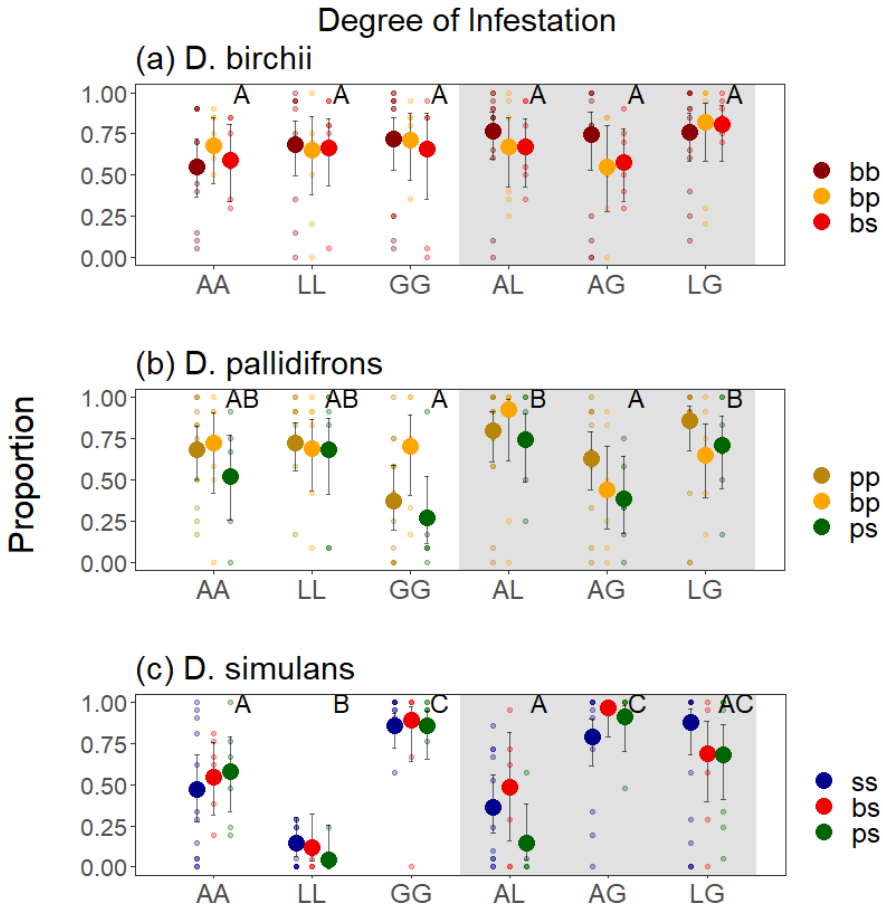 Degree of Infestation
(a) D. birchii
1.00 A A A A A A
0.75
0.50
0.25
0.00
AA LL GG AL AG LG
bb
bp
bs
Proportion
(b) D. pallidifrons
1.00 AB AB A B A B
0.75
0.50
0.25
0.00
AA LL GG AL AG LG
pp
bp
ps
(c) D. simulans
1.00 A B C A C AC
0.75
0.50
0.25
0.00
AA LL GG AL AG LG
ss
bs
ps